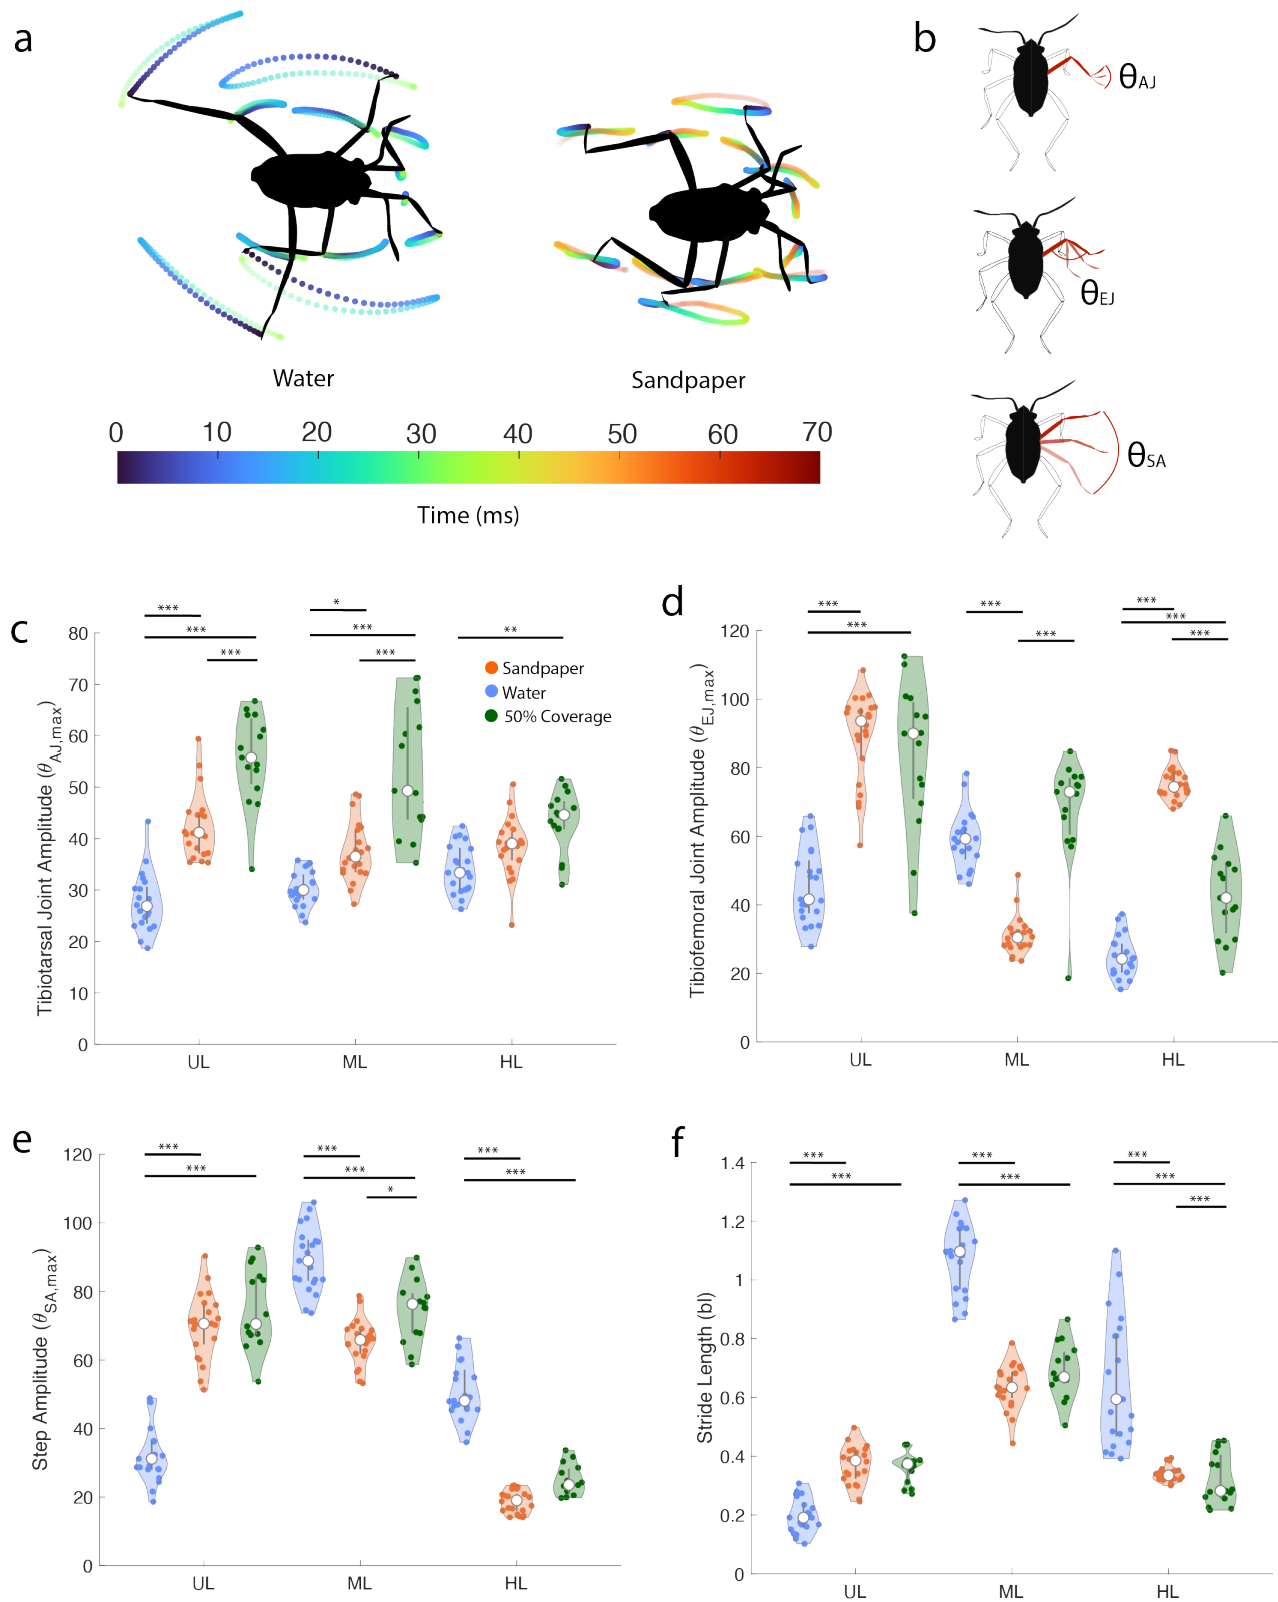 a
b
θAJ
θEJ
θSA
Water
Sandpaper
0 10 20 30 40 50 60 70
Time (ms)
c
*** * **
*** ***
*** ***
Sandpaper
Water
50% Coverage
Tibiotarsal Joint Amplitude (θAJ,max)
80
70
60
50
40
30
20
10
0
UL ML HL
d
*** *** ***
*** ***
*** ***
Tibiofemoral Joint Amplitude (θEJ,max)
120
100
80
60
40
20
0
UL ML HL
e
*** *** ***
*** *** ***
*
Step Amplitude (θSA,max)
120
100
80
60
40
20
0
UL ML HL
f
*** *** ***
*** *** ***
***
Stride Length (bl)
1.4
1.2
1
0.8
0.6
0.4
0.2
0
UL ML HL